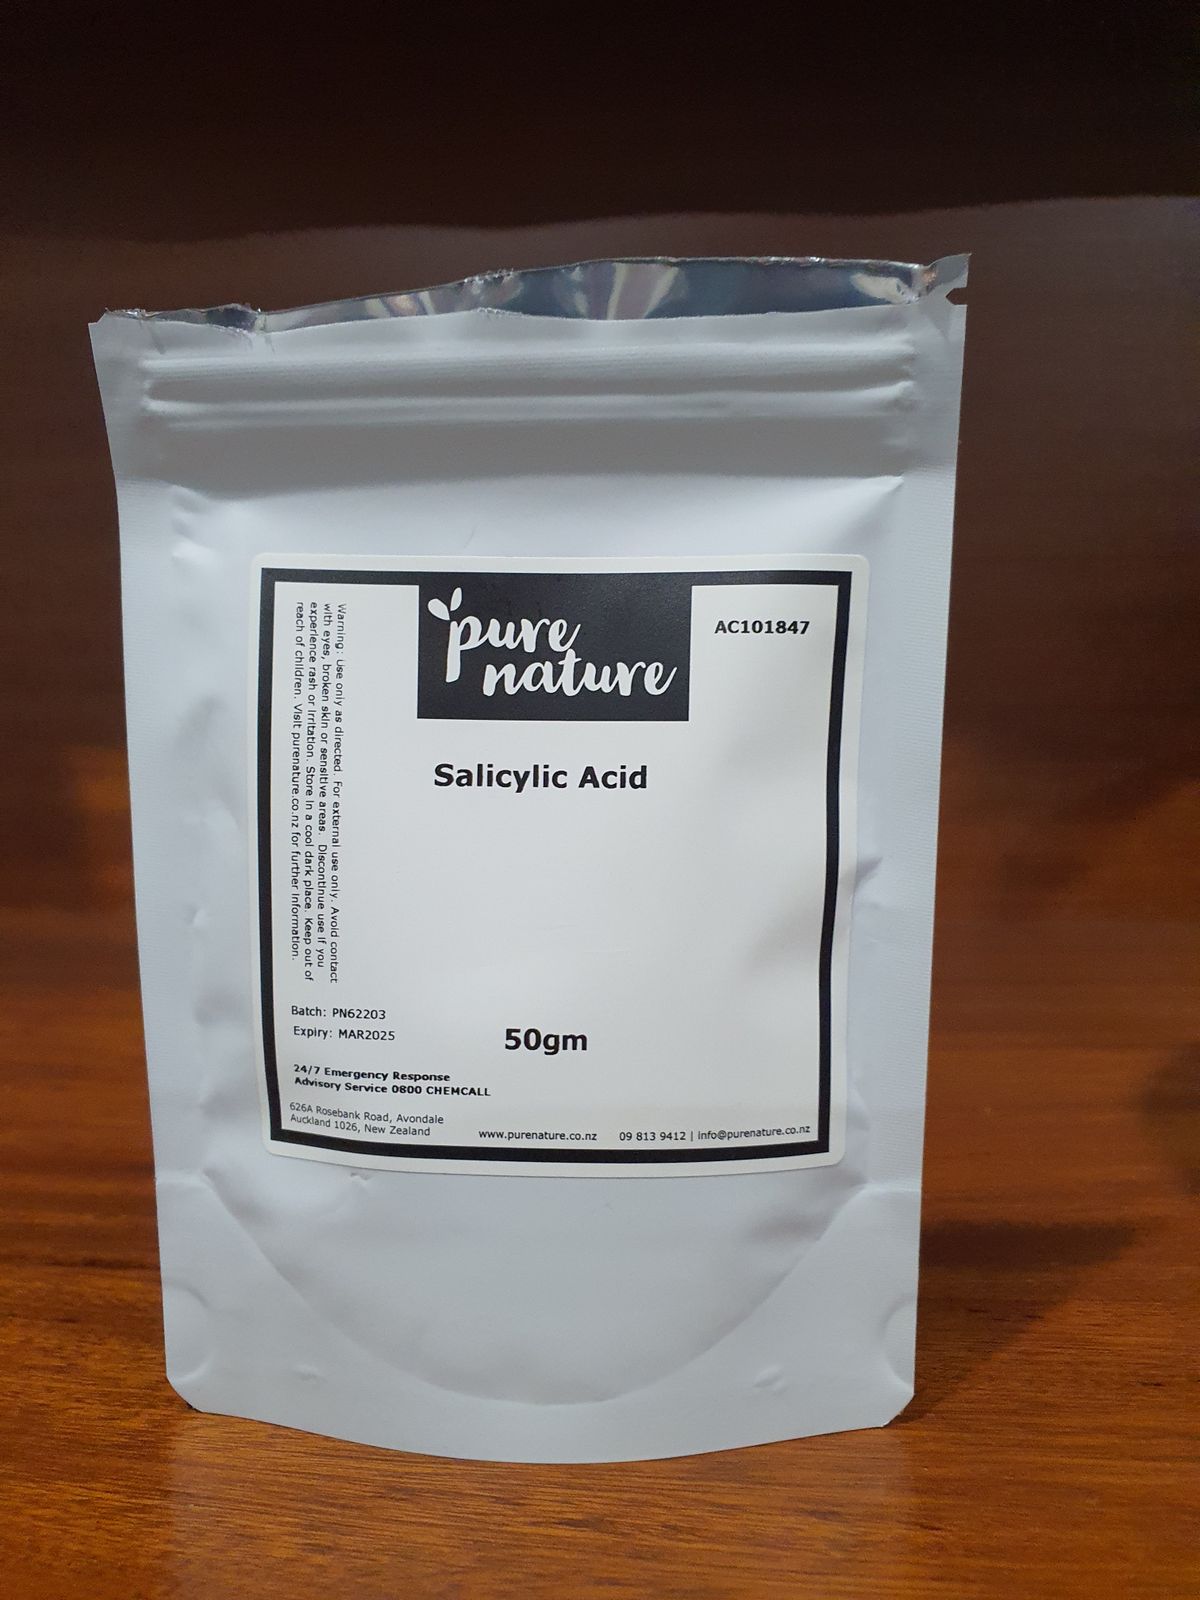 pure
nature
AC101847
Salicylic Acid
Warning: Use only as directed. For external use only. Avoid contact
with eyes, broken skin or sensitive areas. Discontinue use if you
experience rash or irritation. Store in a cool dark place. Keep out of
reach of children. Visit purenature.co.nz for further information.
Batch: PN62203
Expiry: MAR2025
50gm
24/7 Emergency Response
Advisory Service 0800 CHEMCALL
626A Rosebank Road, Avondale
Auckland 1026, New Zealand
www.purenature.co.nz 09 813 9412 | info@purenature.co.nz